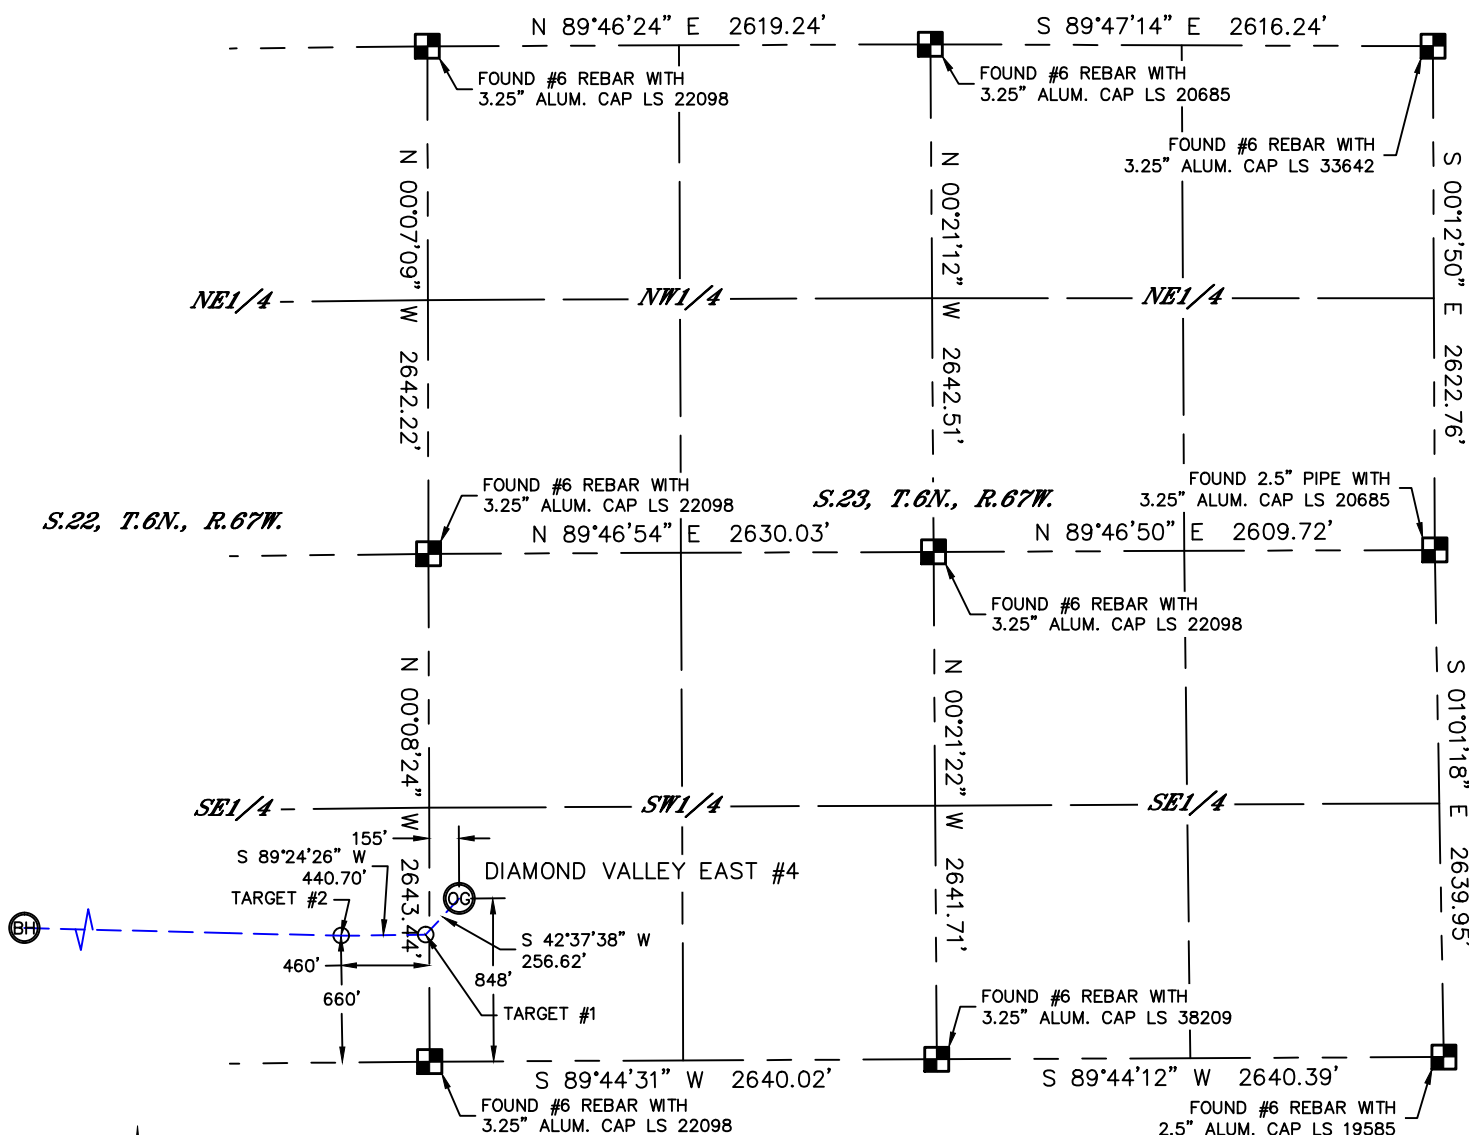 N 89°46'24" E 2619.24'
S 89°47'14" E 2616.24'
FOUND #6 REBAR WITH
3.25" ALUM. CAP LS 22098
FOUND #6 REBAR WITH
3.25" ALUM. CAP LS 20685
FOUND #6 REBAR WITH
3.25" ALUM. CAP LS 33642
N 00°07'09" W 2642.22'
N 00°21'12" W 2642.51'
S 00°12'50" E 2622.76'
NE1/4
NW1/4
NE1/4
FOUND #6 REBAR WITH
3.25" ALUM. CAP LS 22098
FOUND 2.5" PIPE WITH
3.25" ALUM. CAP LS 20685
S.22, T.6N., R.67W.
S.23, T.6N., R.67W.
N 89°46'54" E 2630.03'
N 89°46'50" E 2609.72'
FOUND #6 REBAR WITH
3.25" ALUM. CAP LS 22098
N 00°08'24" W 2643.44'
N 00°21'22" W 2641.71'
S 01°01'18" E 2639.95'
SE1/4
SW1/4
SE1/4
155'
S 89°24'26" W
440.70'
TARGET #2
DIAMOND VALLEY EAST #4
OG
BH
S 42°37'38" W
256.62'
460'
848'
660'
TARGET #1
FOUND #6 REBAR WITH
3.25" ALUM. CAP LS 38209
S 89°44'31" W 2640.02'
S 89°44'12" W 2640.39'
FOUND #6 REBAR WITH
3.25" ALUM. CAP LS 22098
FOUND #6 REBAR WITH
2.5" ALUM. CAP LS 19585